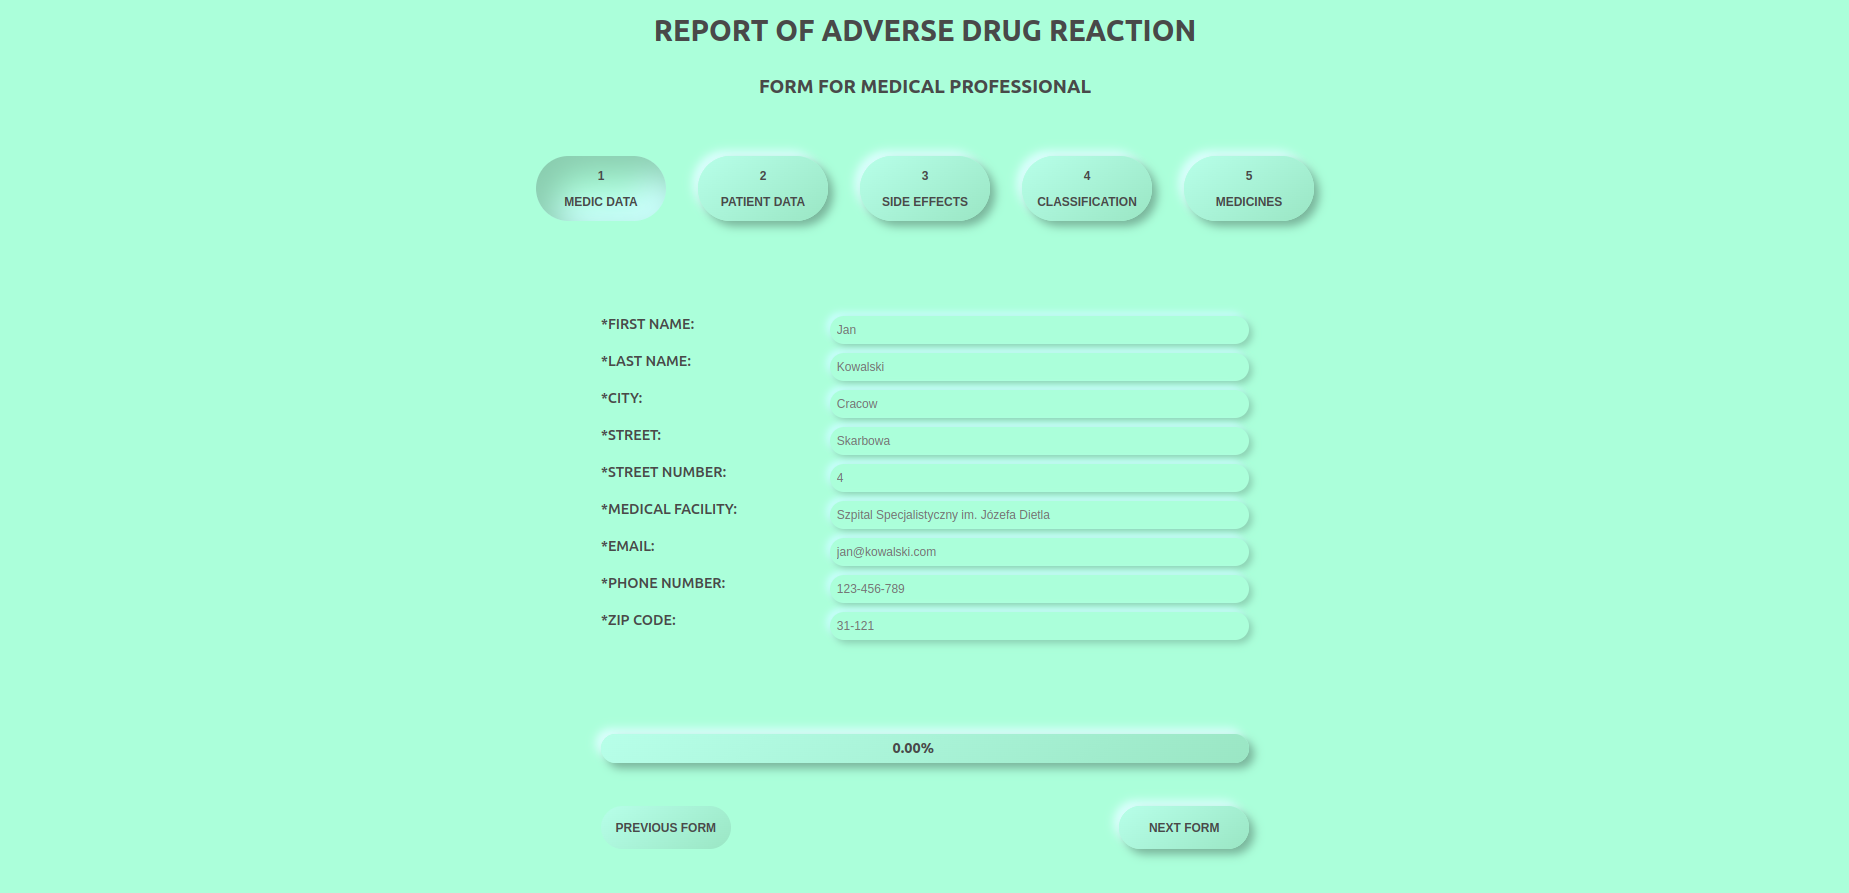 REPORT OF ADVERSE DRUG REACTION
FORM FOR MEDICAL PROFESSIONAL
1
MEDIC DATA
2
PATIENT DATA
3
SIDE EFFECTS
4
CLASSIFICATION
5
MEDICINES
*FIRST NAME: Jan
*LAST NAME: Kowalski
*CITY: Cracow
*STREET: Skarbowa
*STREET NUMBER: 4
*MEDICAL FACILITY: Szpital Specjalistyczny im. Józefa Dietla
*EMAIL: jan@kowalski.com
*PHONE NUMBER: 123-456-789
*ZIP CODE: 31-121
0.00%
PREVIOUS FORM
NEXT FORM